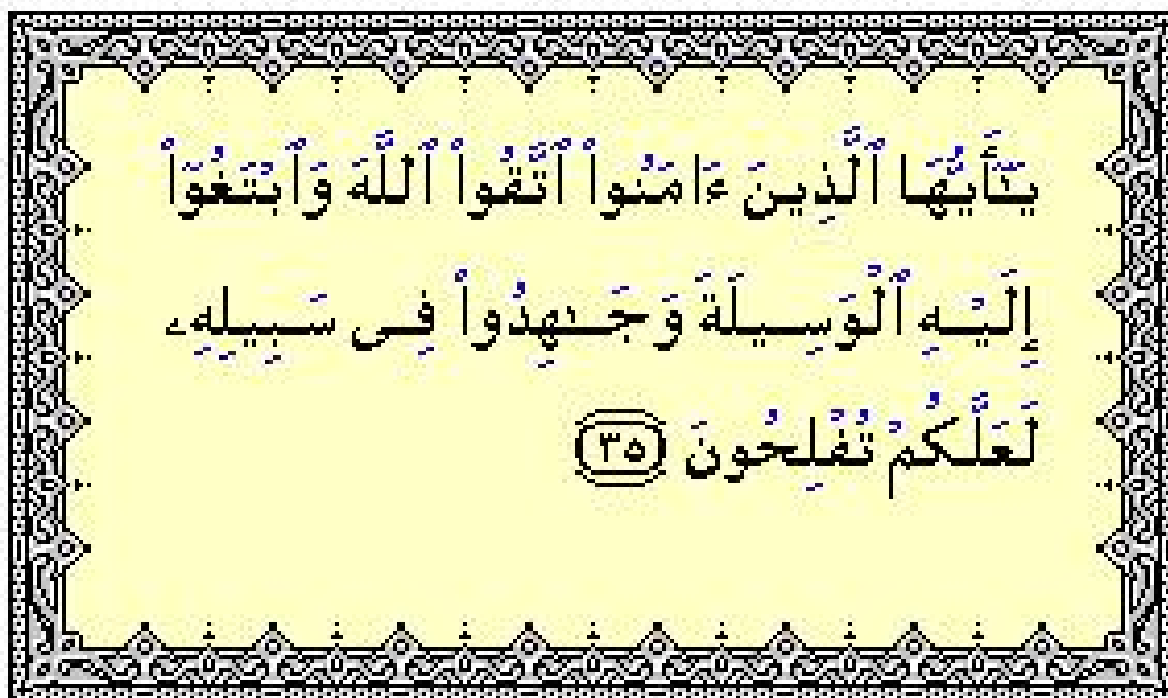 يَـٰٓأَيُّهَا ٱلَّذِينَ ءَامَنُوا۟ ٱتَّقُوا۟ ٱللَّهَ وَٱبْتَغُوٓا۟
إِلَيْهِ ٱلْوَسِيلَةَ وَجَـٰهِدُوا۟ فِى سَبِيلِهِۦ
لَعَلَّكُمْ تُفْلِحُونَ ٣٥